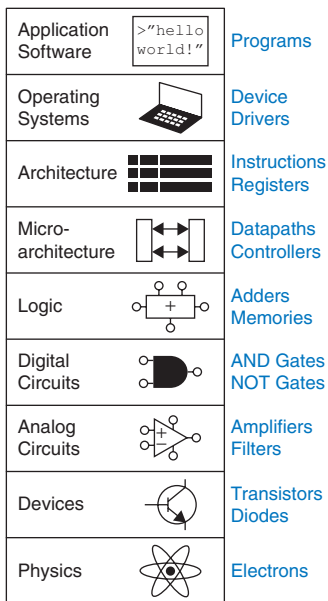 Application
Software
>"hello
world!"
Programs
Operating
Systems
Device
Drivers
Architecture
Instructions
Registers
Micro-
architecture
Datapaths
Controllers
Logic
+
Adders
Memories
Digital
Circuits
AND Gates
NOT Gates
Analog
Circuits
+
−
Amplifiers
Filters
Devices
Transistors
Diodes
Physics
Electrons